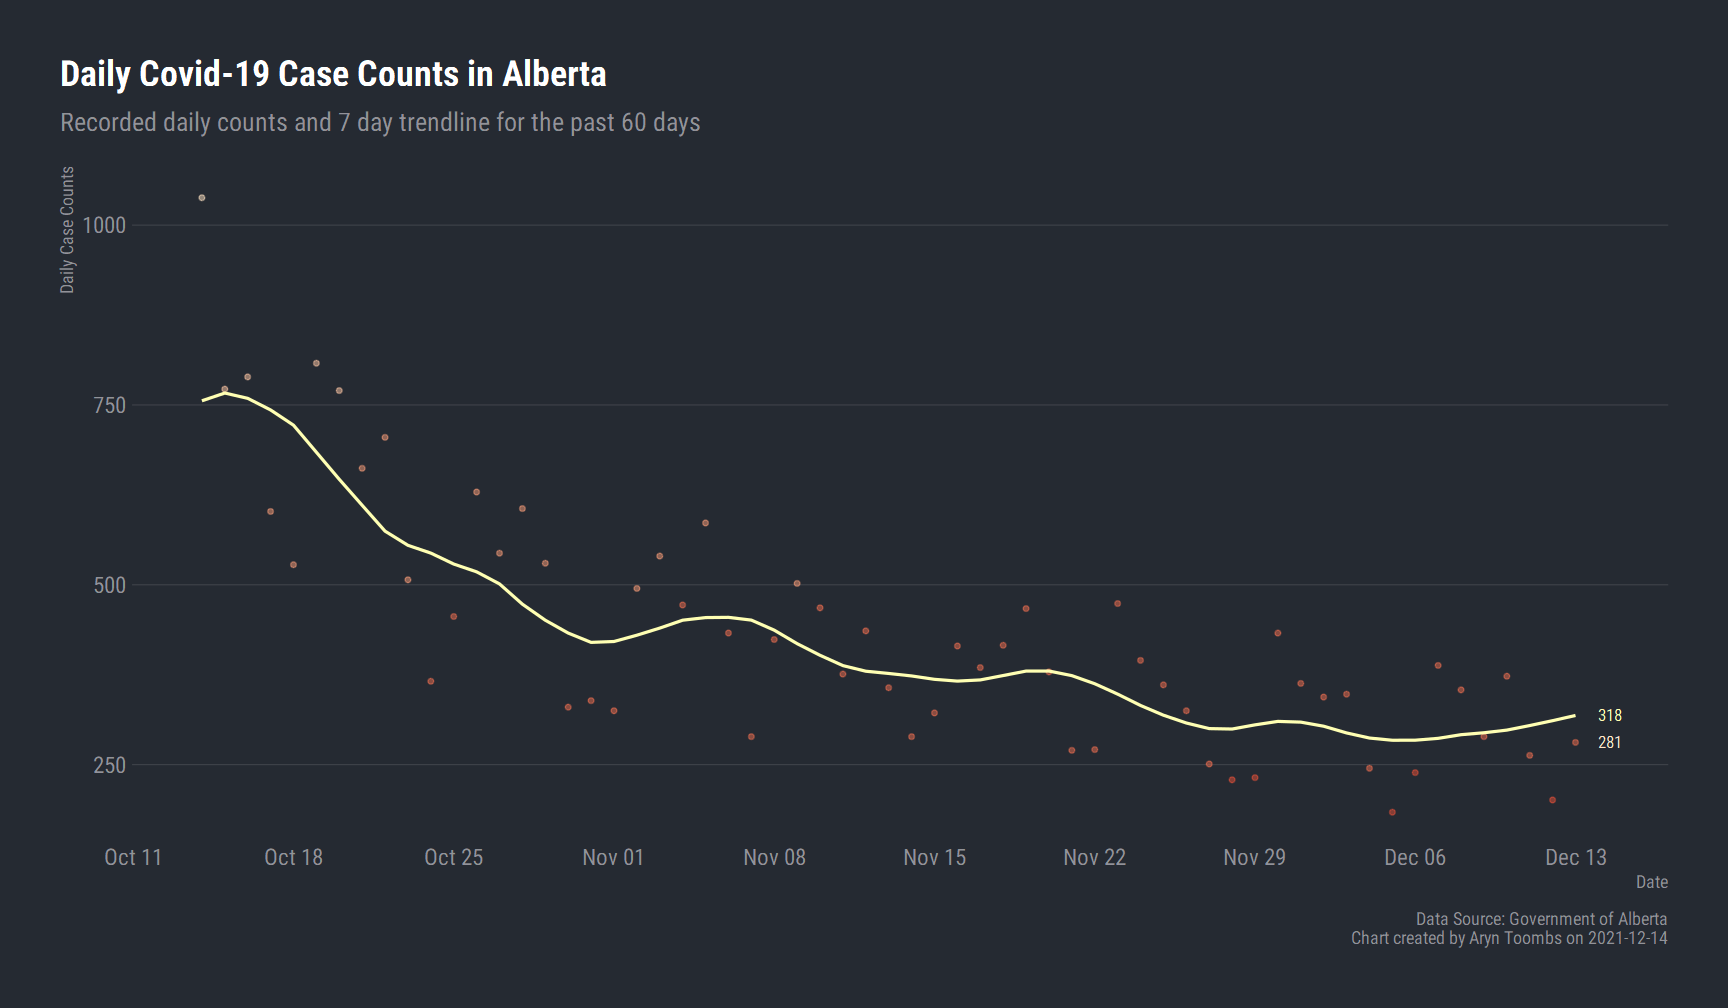 Daily Covid-19 Case Counts in Alberta
Recorded daily counts and 7 day trendline for the past 60 days
Daily Case Counts
1000
750
500
250
318
281
Oct 11 Oct 18 Oct 25 Nov 01 Nov 08 Nov 15 Nov 22 Nov 29 Dec 06 Dec 13
Date
Data Source: Government of Alberta
Chart created by Aryn Toombs on 2021-12-14